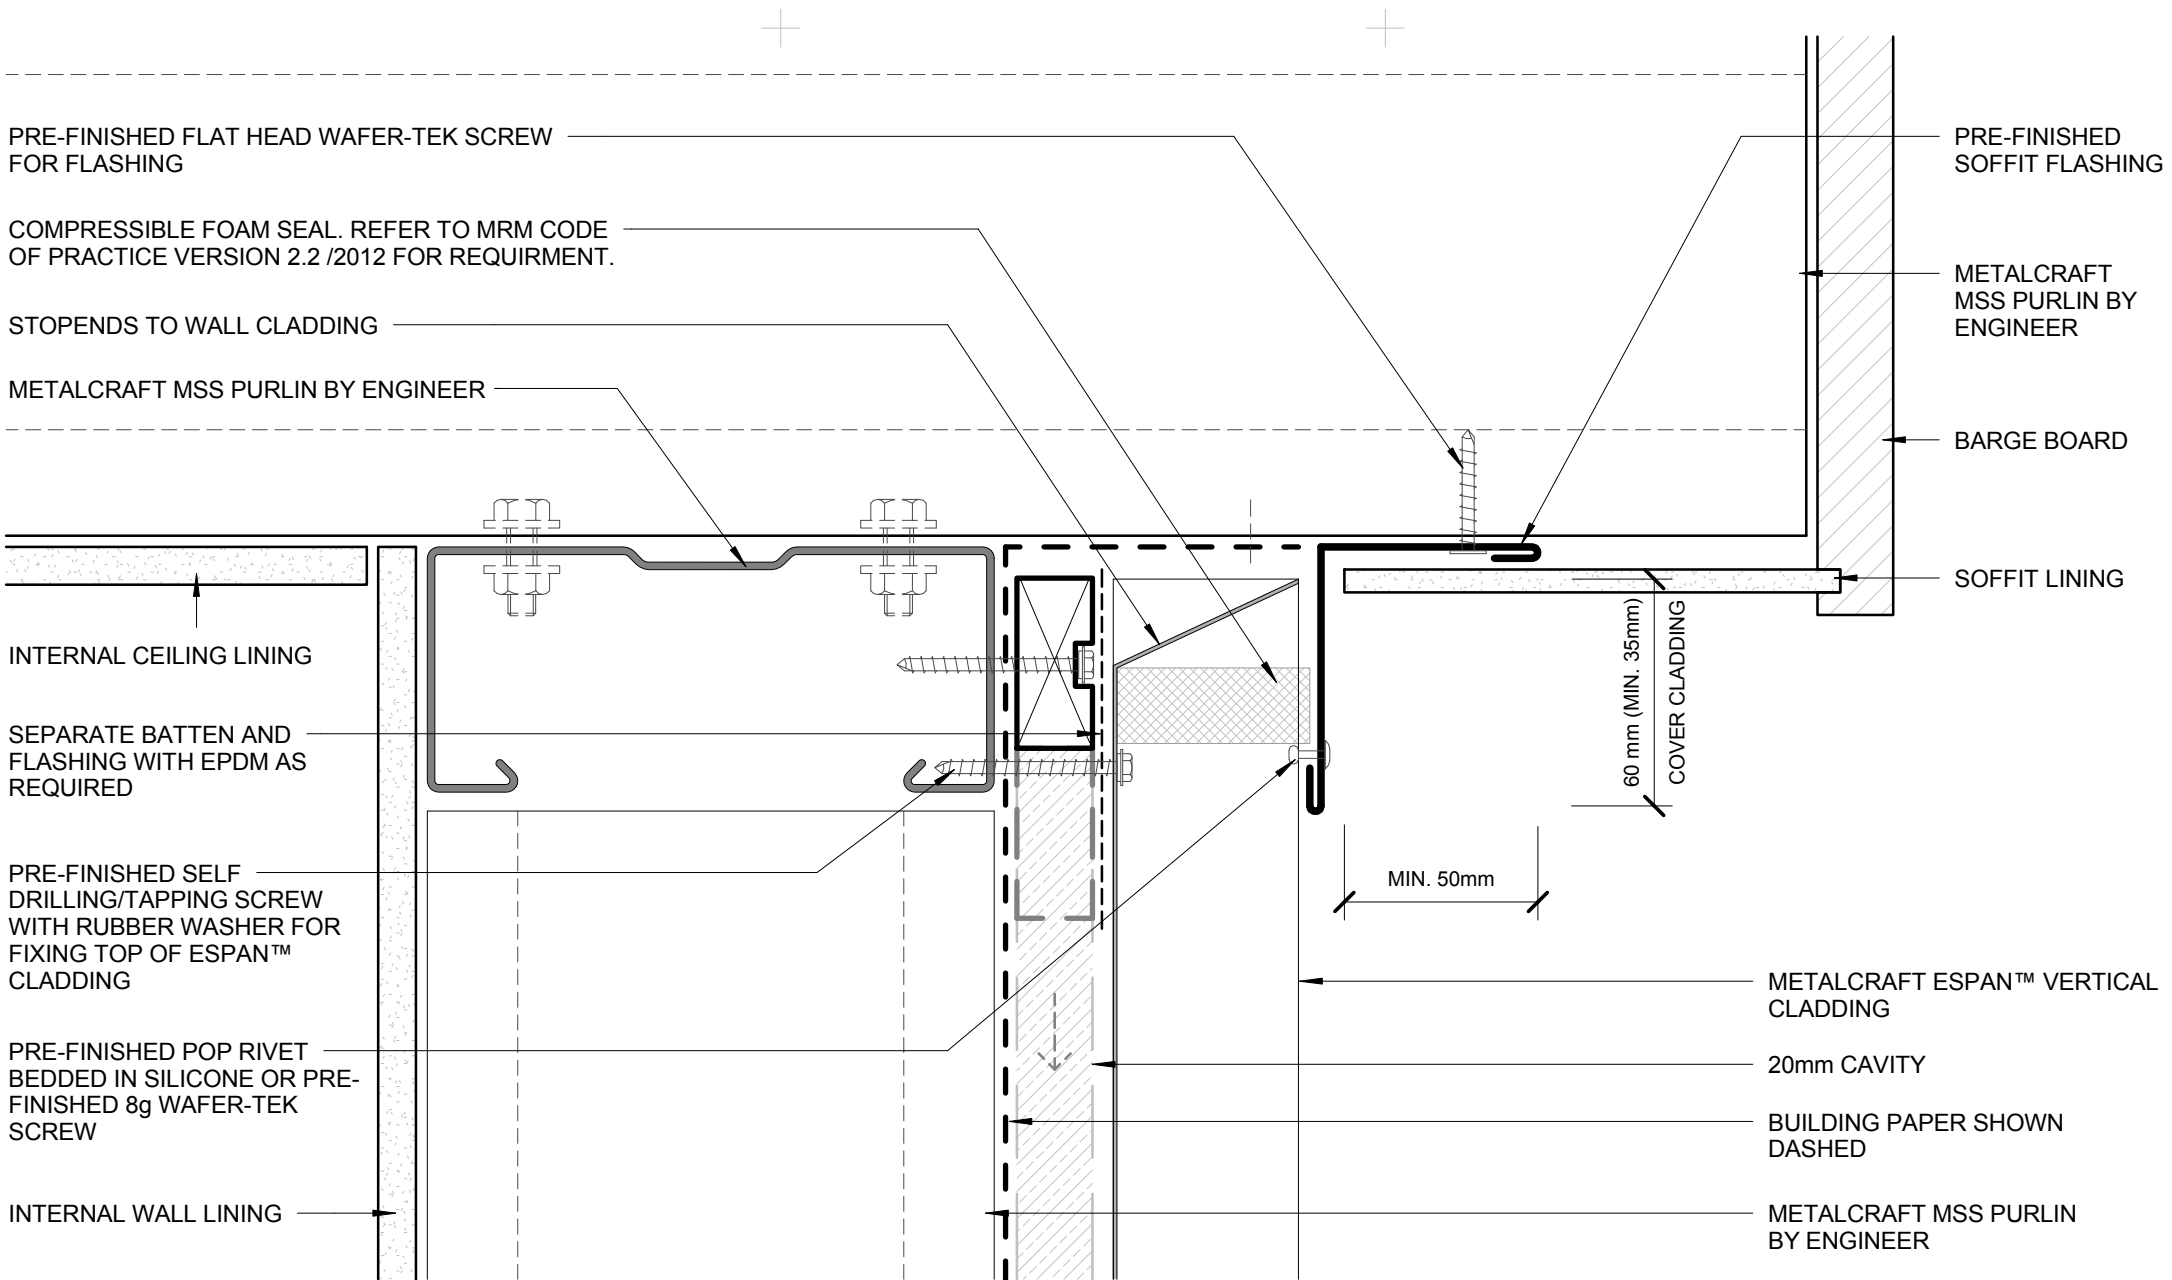 PRE-FINISHED FLAT HEAD WAFER-TEK SCREW
FOR FLASHING
COMPRESSIBLE FOAM SEAL. REFER TO MRM CODE
OF PRACTICE VERSION 2.2 /2012 FOR REQUIRMENT.
STOPENDS TO WALL CLADDING
METALCRAFT MSS PURLIN BY ENGINEER
INTERNAL CEILING LINING
SEPARATE BATTEN AND
FLASHING WITH EPDM AS
REQUIRED
PRE-FINISHED SELF
DRILLING/TAPPING SCREW
WITH RUBBER WASHER FOR
FIXING TOP OF ESPAN™
CLADDING
PRE-FINISHED POP RIVET
BEDDED IN SILICONE OR PRE-
FINISHED 8g WAFER-TEK
SCREW
INTERNAL WALL LINING
60 mm (MIN. 35mm)
COVER CLADDING
MIN. 50mm
PRE-FINISHED
SOFFIT FLASHING
METALCRAFT
MSS PURLIN BY
ENGINEER
BARGE BOARD
SOFFIT LINING
METALCRAFT ESPAN™ VERTICAL
CLADDING
20mm CAVITY
BUILDING PAPER SHOWN
DASHED
METALCRAFT MSS PURLIN
BY ENGINEER